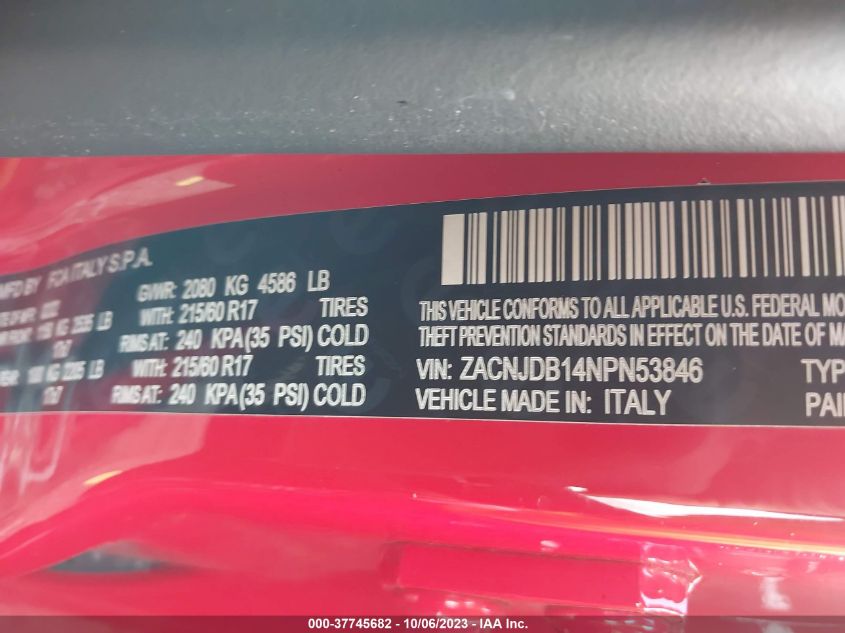 MFD BY FCA ITALY S.P.A.
GVWR: 2080 KG 4586 LB
WITH: 215/60 R17 TIRES
RIMS AT: 240 KPA(35 PSI) COLD
WITH: 215/60 R17 TIRES
RIMS AT: 240 KPA(35 PSI) COLD
THIS VEHICLE CONFORMS TO ALL APPLICABLE U.S. FEDERAL MO
THEFT PREVENTION STANDARDS IN EFFECT ON THE DATE OF MA
VIN: ZACNJDB14NPN53846 TYP
VEHICLE MADE IN: ITALY PAI
000-37745682 - 10/06/2023 - IAA Inc.